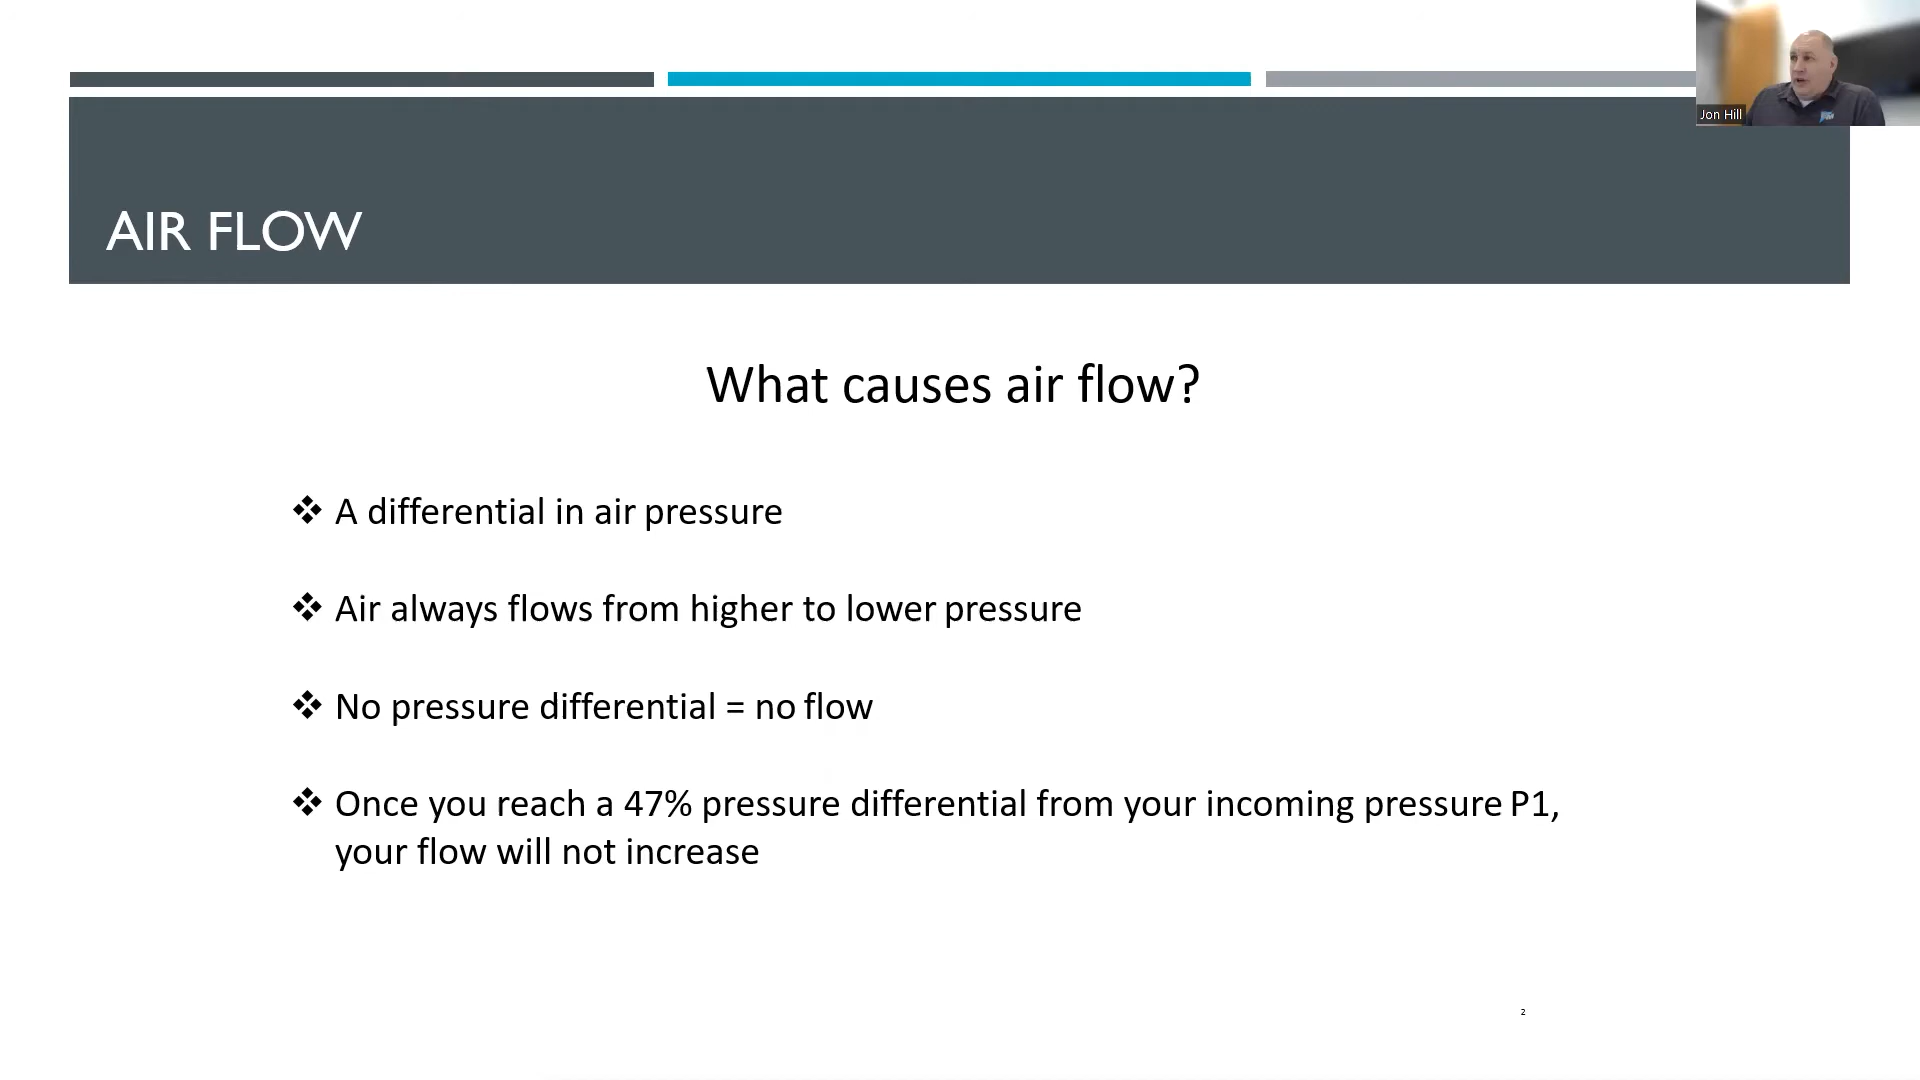 Jon Hill
AIR FLOW
What causes air flow?
❖ A differential in air pressure
❖ Air always flows from higher to lower pressure
❖ No pressure differential = no flow
❖ Once you reach a 47% pressure differential from your incoming pressure P1,
your flow will not increase
2